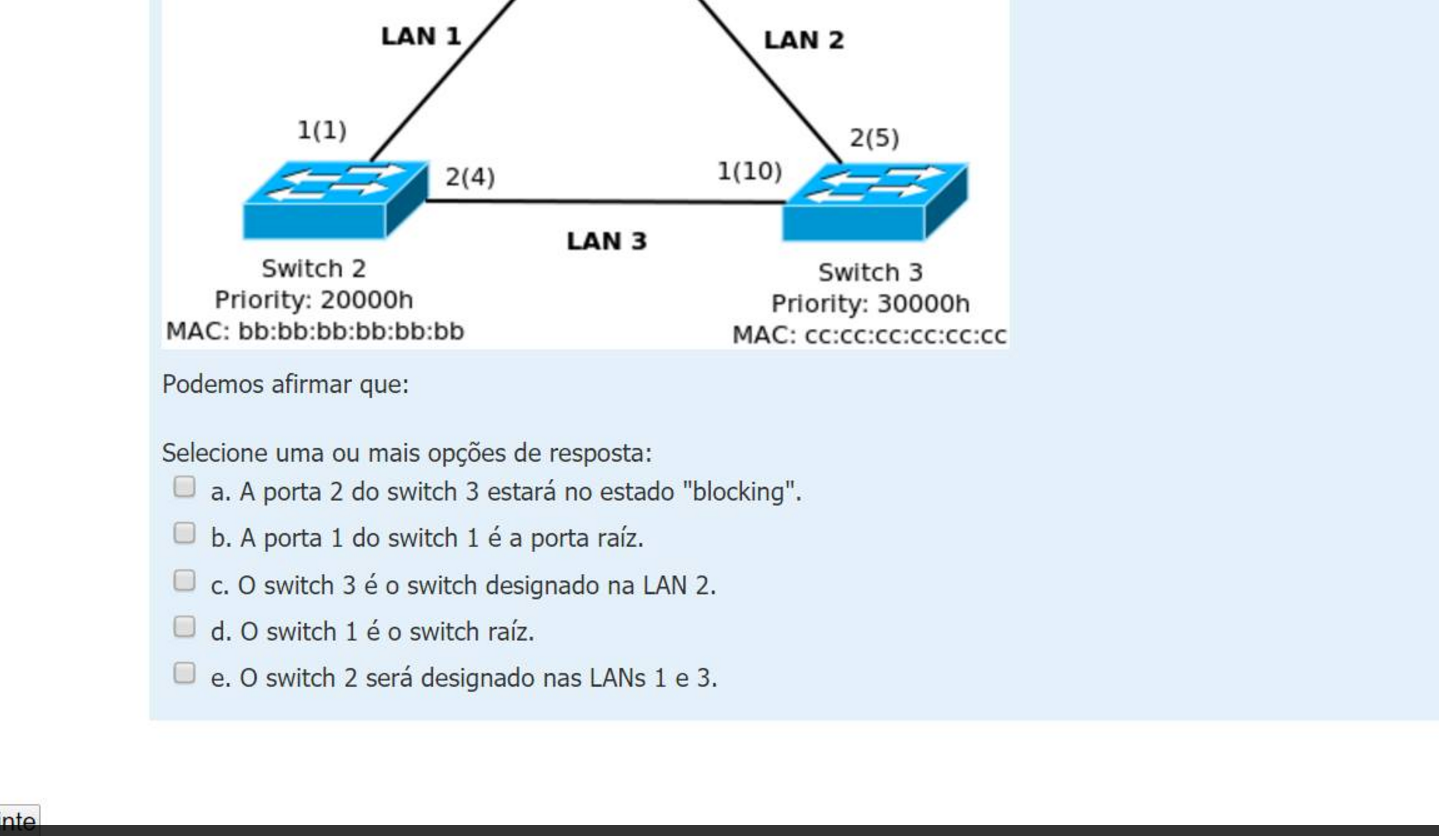 LAN 1
LAN 2
1(1)
2(5)
2(4)
1(10)
LAN 3
Switch 2
Priority: 20000h
MAC: bb:bb:bb:bb:bb:bb
Switch 3
Priority: 30000h
MAC: cc:cc:cc:cc:cc:cc
Podemos afirmar que:
Selecione uma ou mais opções de resposta:
a. A porta 2 do switch 3 estará no estado "blocking".
b. A porta 1 do switch 1 é a porta raíz.
c. O switch 3 é o switch designado na LAN 2.
d. O switch 1 é o switch raíz.
e. O switch 2 será designado nas LANs 1 e 3.
inte